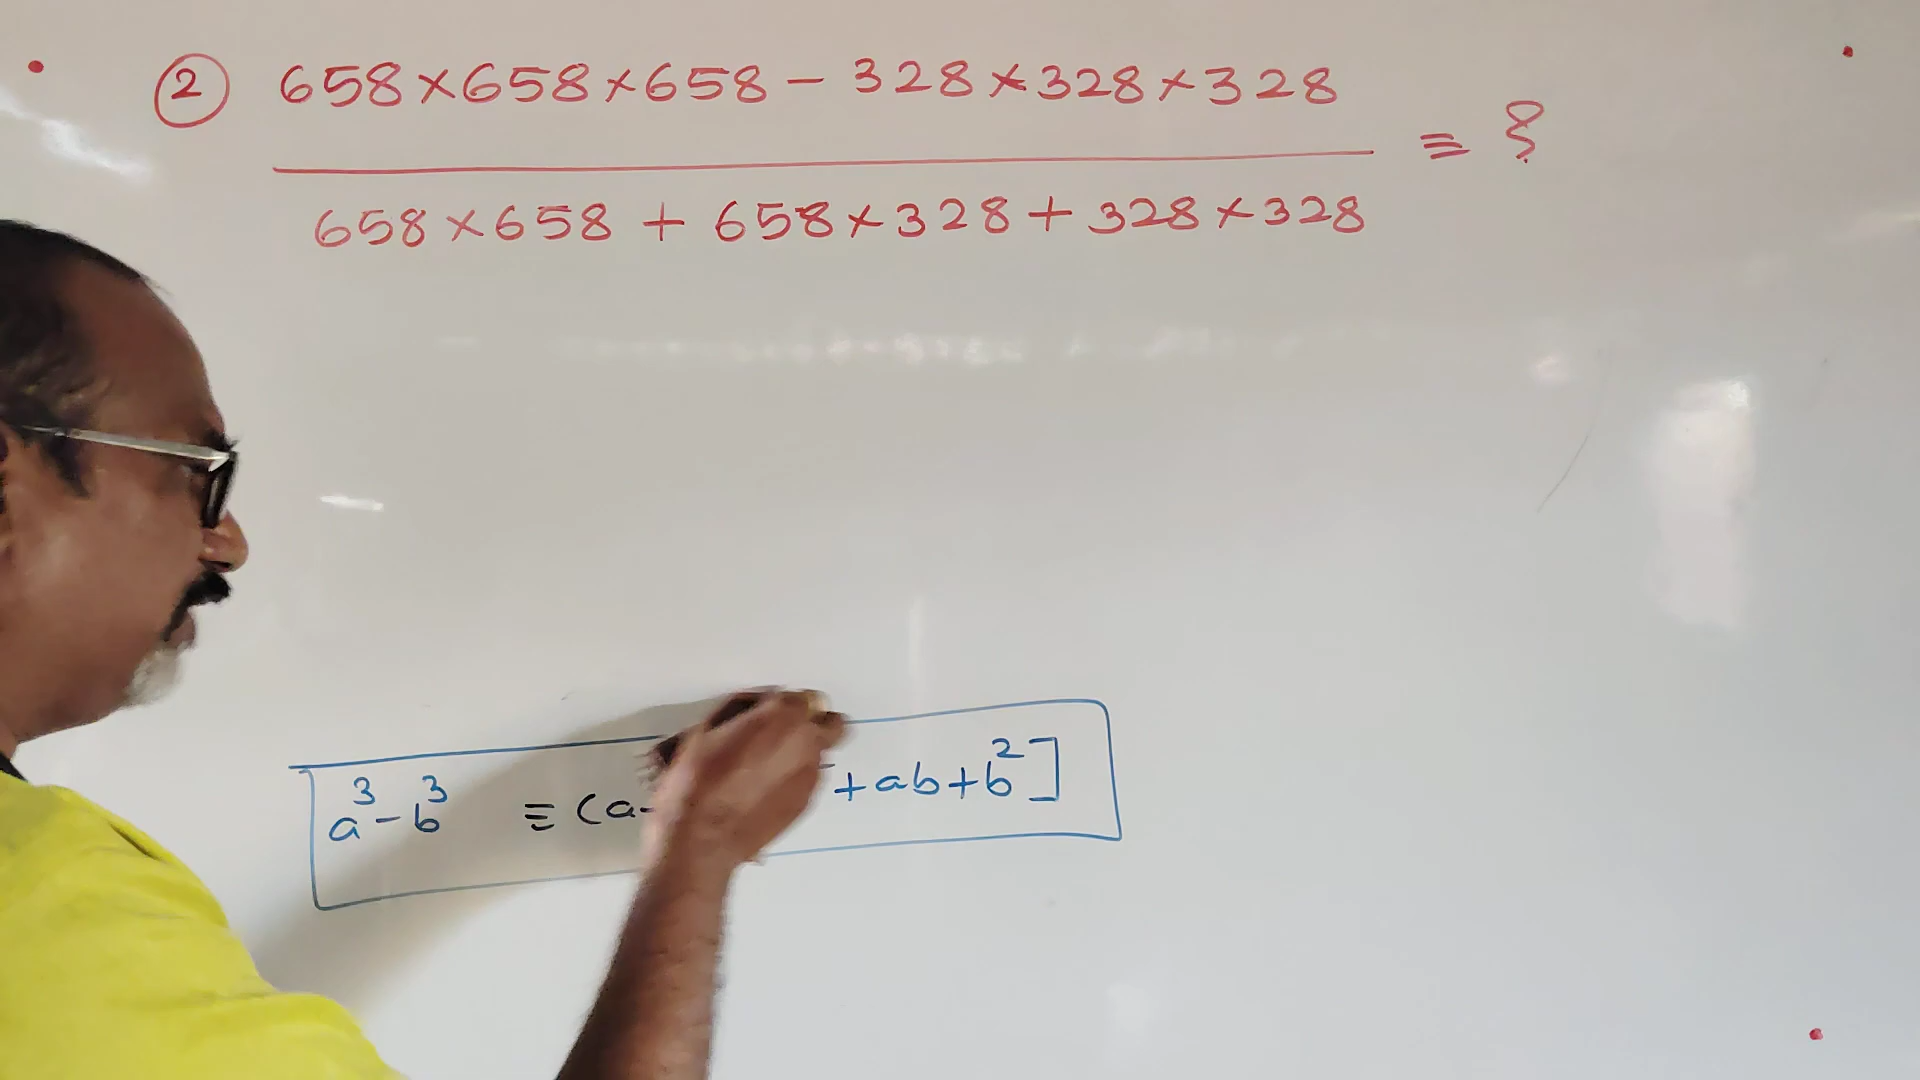 ② 658×658×658 - 328×328×328
= ?
658×658 + 658×328 + 328×328
a³-b³ = (a- +ab+b²]